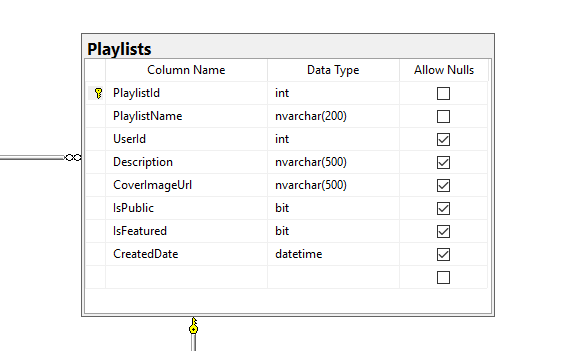 Playlists
Column Name Data Type Allow Nulls
PlaylistId int
PlaylistName nvarchar(200)
UserId int
Description nvarchar(500)
CoverImageUrl nvarchar(500)
IsPublic bit
IsFeatured bit
CreatedDate datetime